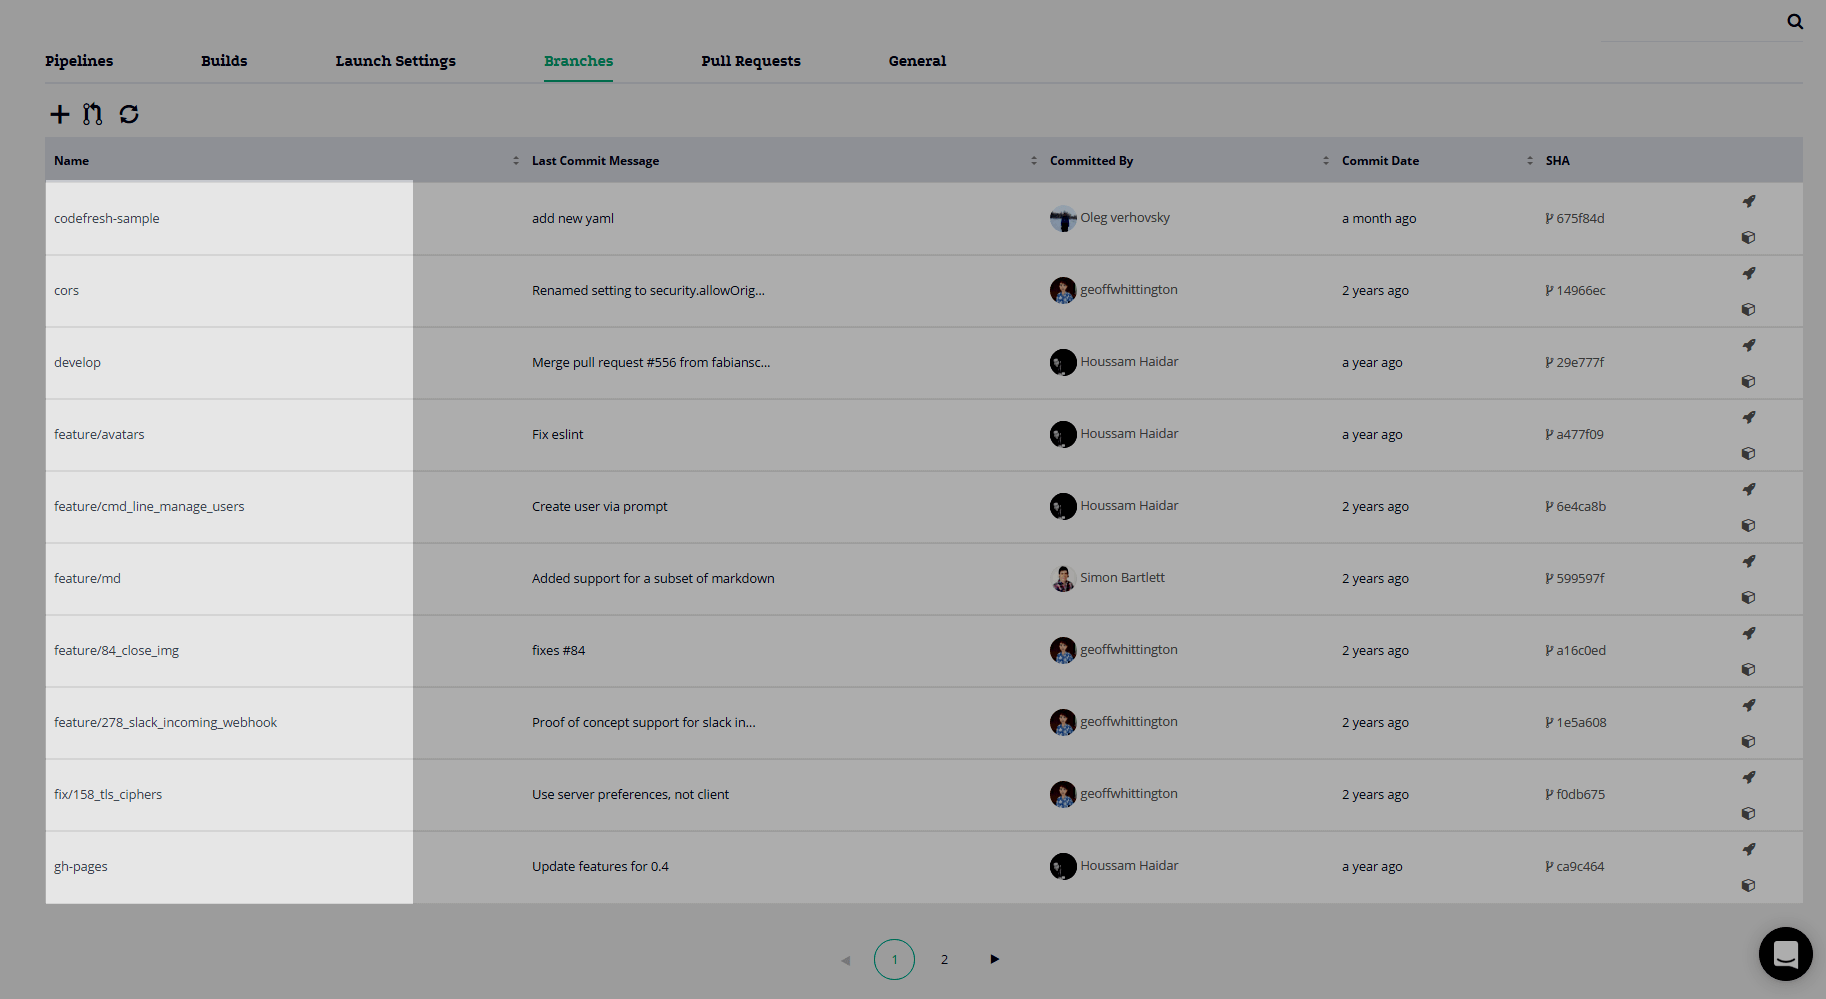 Pipelines Builds Launch Settings Branches Pull Requests General
Name Last Commit Message Committed By Commit Date SHA
codefresh-sample add new yaml Oleg verhovsky a month ago 675f84d
cors Renamed setting to security.allowOrig... geoffwhittington 2 years ago 14966ec
develop Merge pull request #556 from fabiansc... Houssam Haidar a year ago 29e777f
feature/avatars Fix eslint Houssam Haidar a year ago a477f09
feature/cmd_line_manage_users Create user via prompt Houssam Haidar 2 years ago 6e4ca8b
feature/md Added support for a subset of markdown Simon Bartlett 2 years ago 599597f
feature/84_close_img fixes #84 geoffwhittington 2 years ago a16c0ed
feature/278_slack_incoming_webhook Proof of concept support for slack in... geoffwhittington 2 years ago 1e5a608
fix/158_tls_ciphers Use server preferences, not client geoffwhittington 2 years ago f0db675
gh-pages Update features for 0.4 Houssam Haidar a year ago ca9c464
1 2